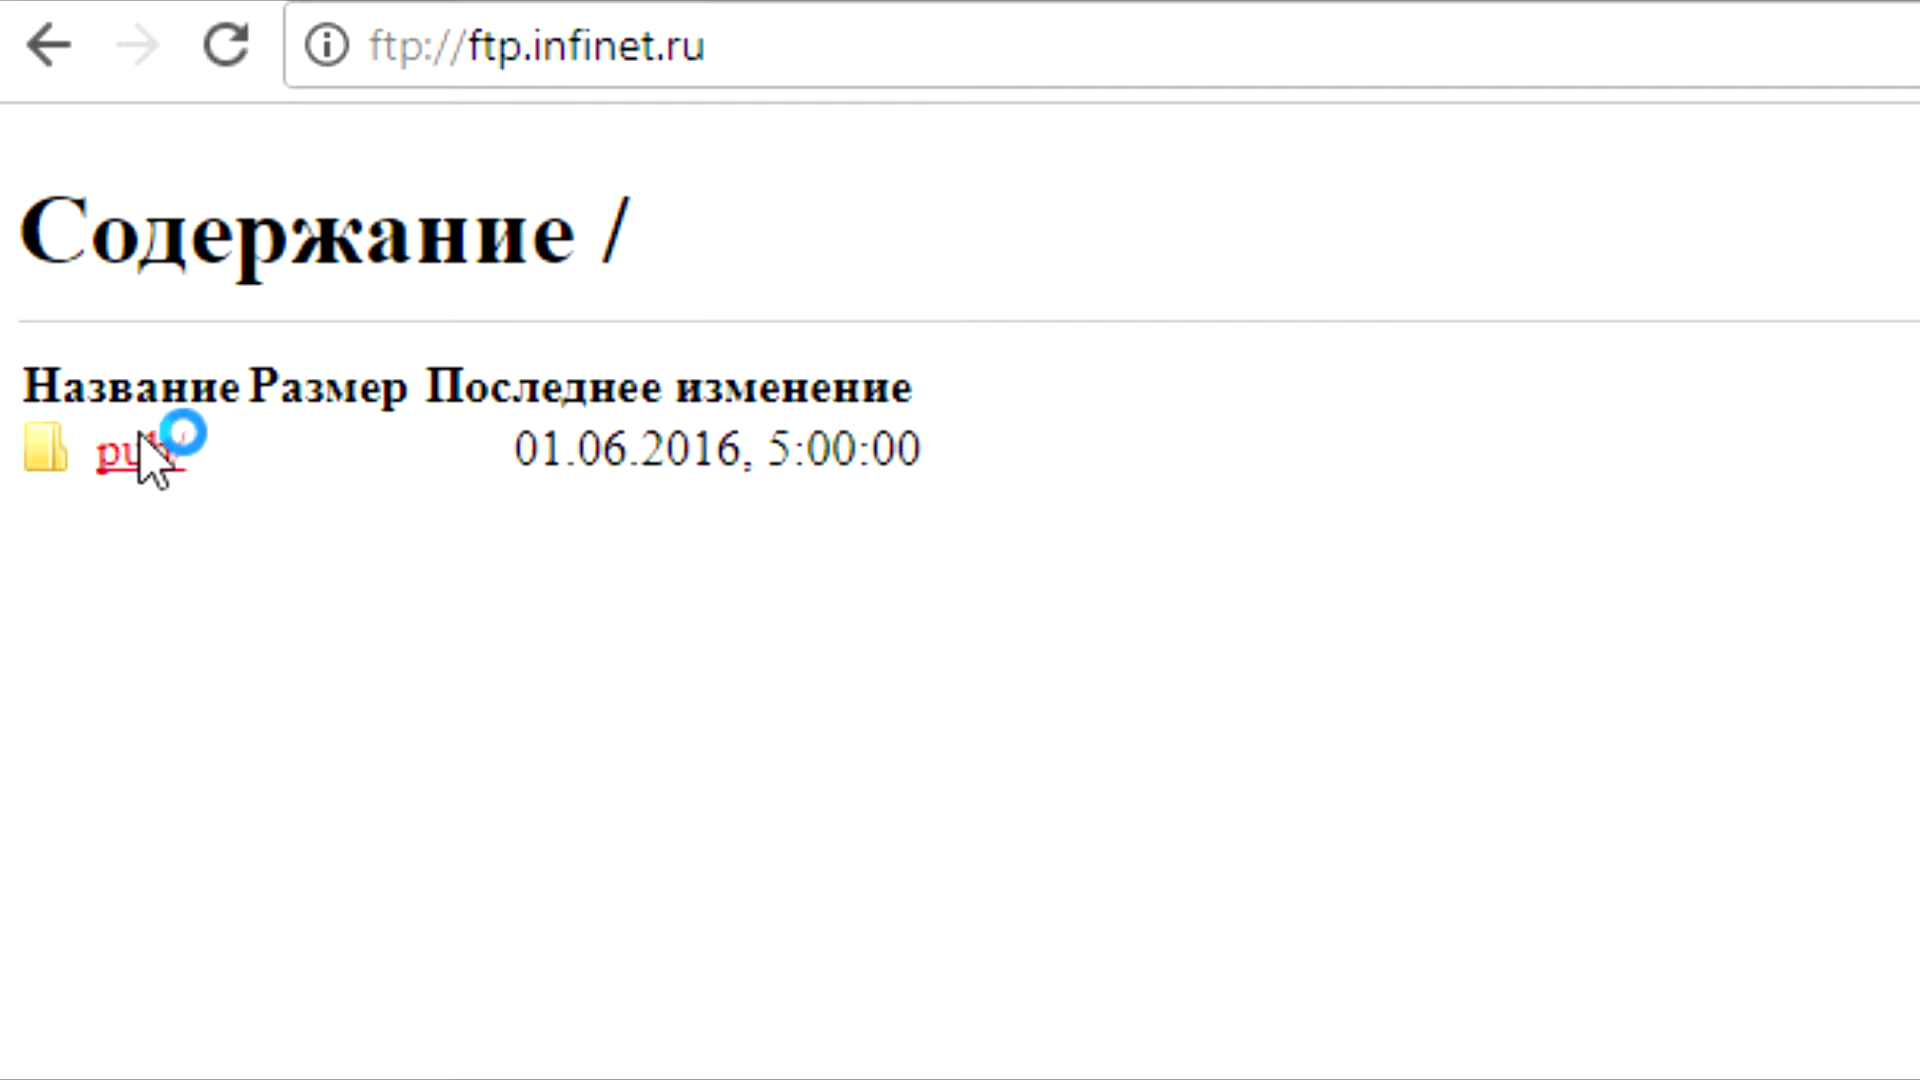 ftp://ftp.infinet.ru
Содержание /
Название Размер Последнее изменение
01.06.2016, 5:00:00